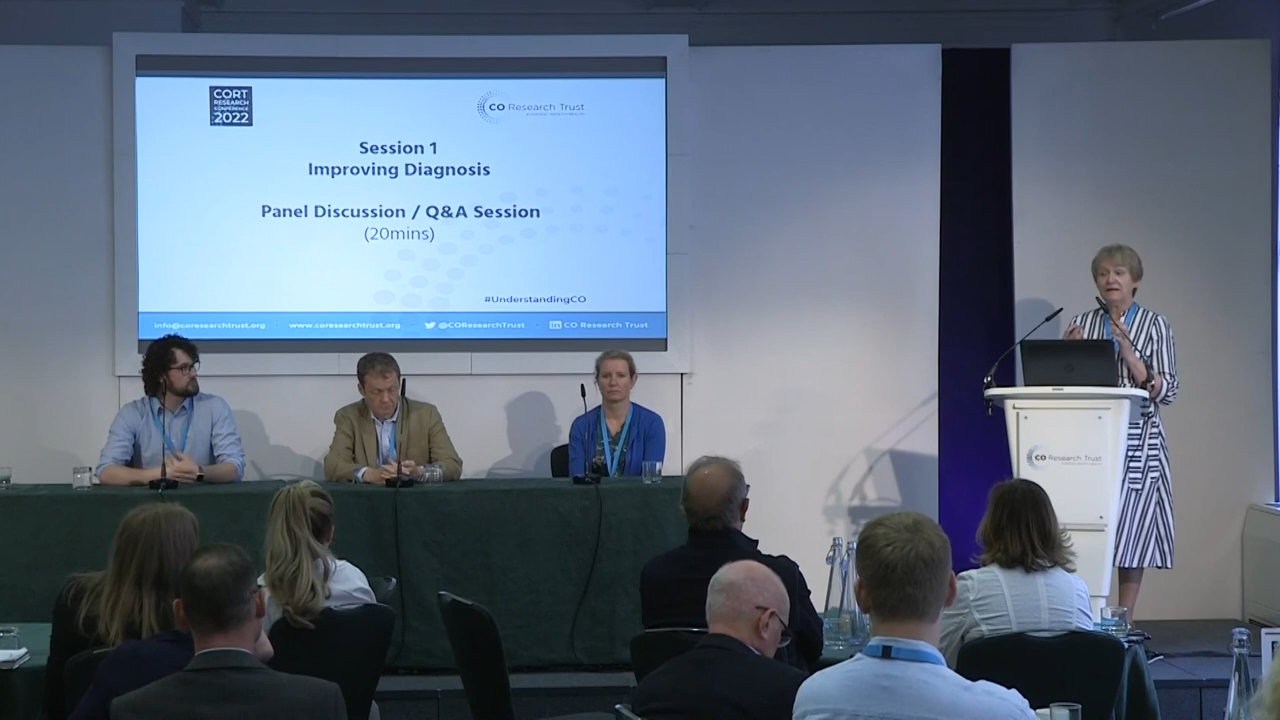 CORT
RESEARCH
CONFERENCE
2022
CO Research Trust
Session 1
Improving Diagnosis
Panel Discussion / Q&A Session
(20mins)
#UnderstandingCO
info@coresearchtrust.org · www.coresearchtrust.org · @COResearchTrust · in CO Research Trust
CO Research Trust